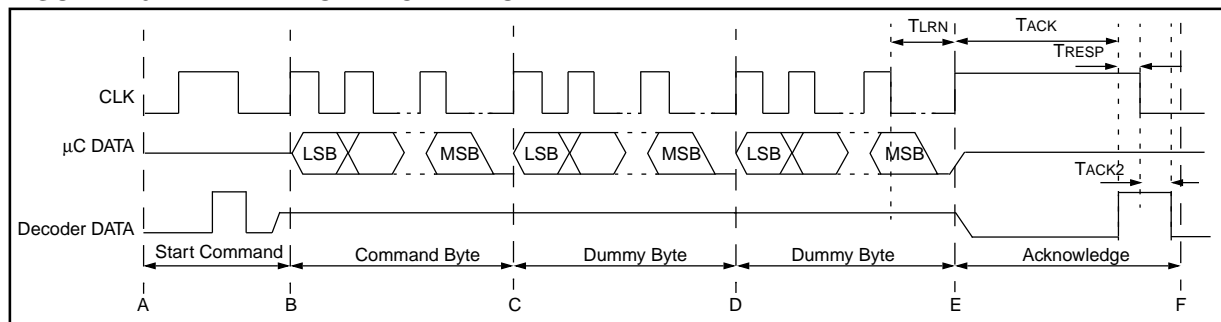 TLRN
TACK
TRESP
CLK
µC DATA
LSB
MSB
LSB
MSB
LSB
MSB
TACK2
Decoder DATA
Start Command
Command Byte
Dummy Byte
Dummy Byte
Acknowledge
A
B
C
D
E
F